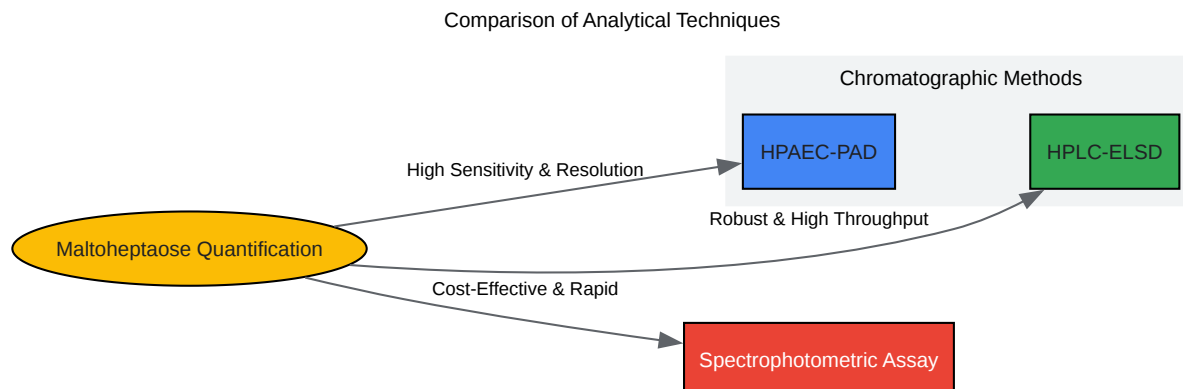 Comparison of Analytical Techniques
Chromatographic Methods
HPAEC-PAD
HPLC-ELSD
High Sensitivity & Resolution
Robust & High Throughput
Maltoheptaose Quantification
Cost-Effective & Rapid
Spectrophotometric Assay